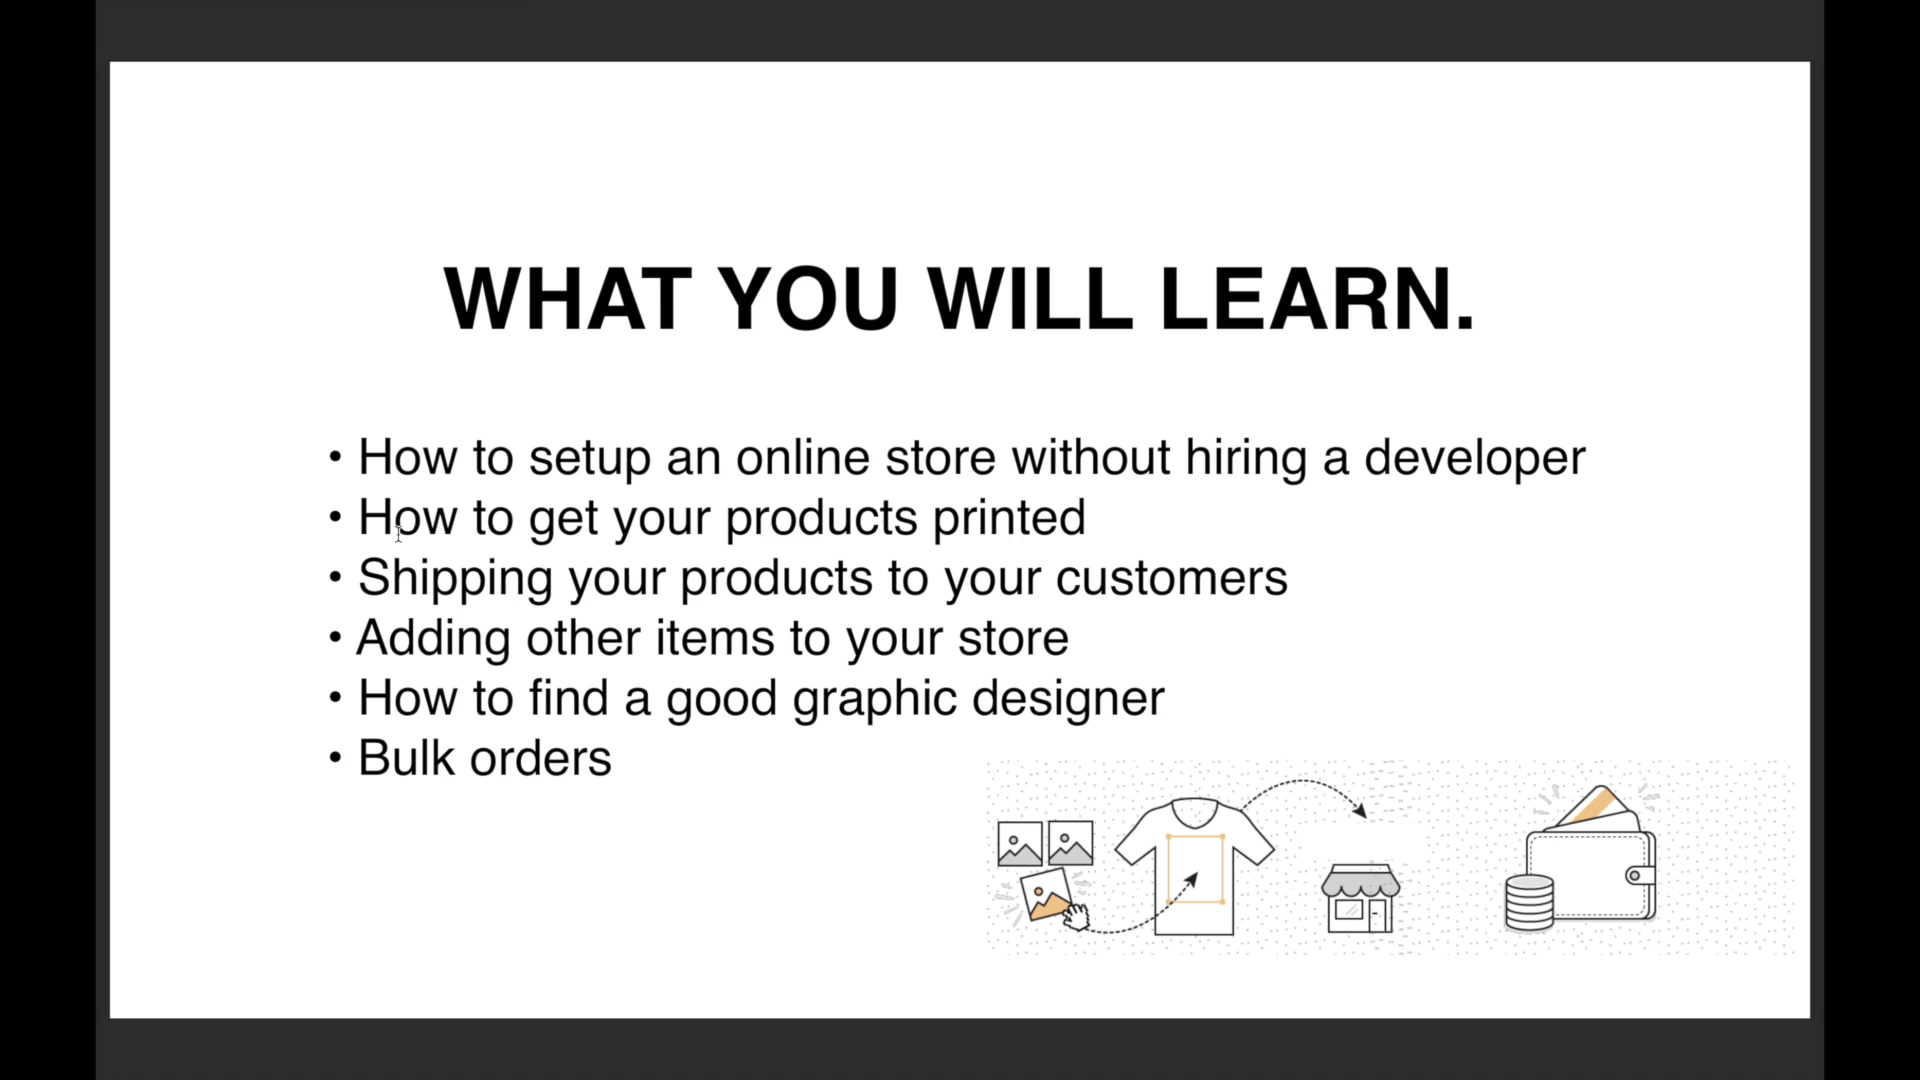 WHAT YOU WILL LEARN.
• How to setup an online store without hiring a developer
• How to get your products printed
• Shipping your products to your customers
• Adding other items to your store
• How to find a good graphic designer
• Bulk orders